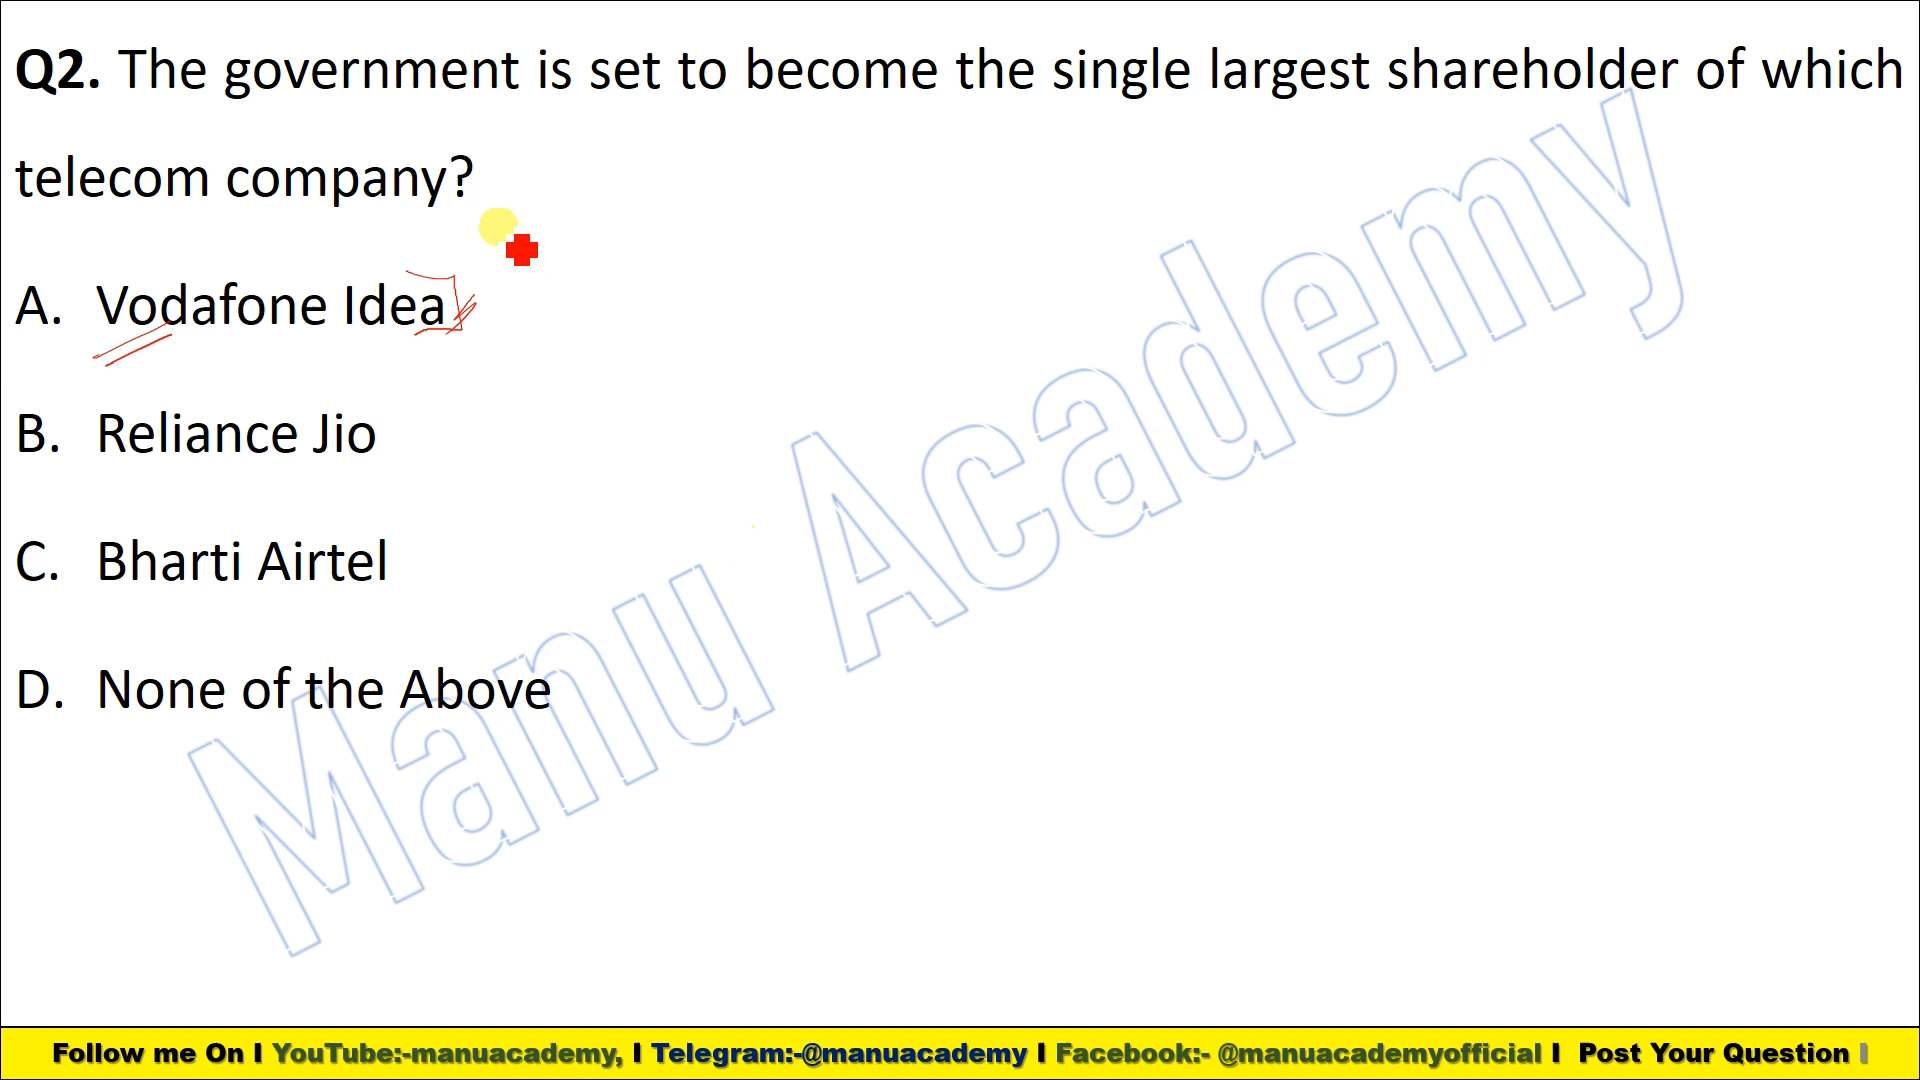 Q2. The government is set to become the single largest shareholder of which
telecom company?
A. Vodafone Idea
B. Reliance Jio
C. Bharti Airtel
D. None of the Above
Manu Academy
Follow me On I YouTube:-manuacademy, I Telegram:-@manuacademy I Facebook:- @manuacademyofficial I Post Your Question I